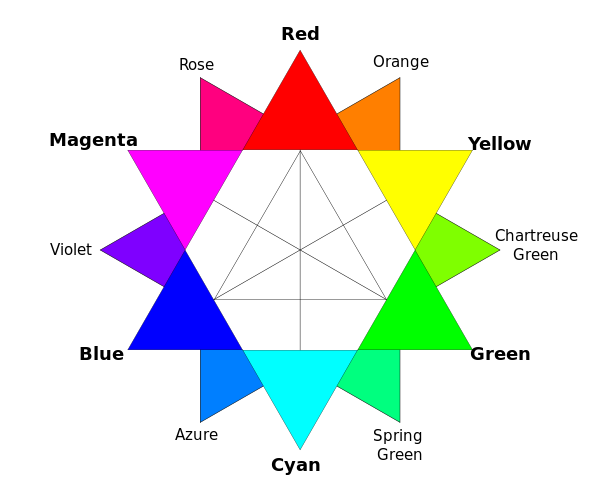 Red
Rose
Orange
Magenta
Yellow
Violet
Chartreuse
Green
Blue
Green
Azure
Spring
Green
Cyan